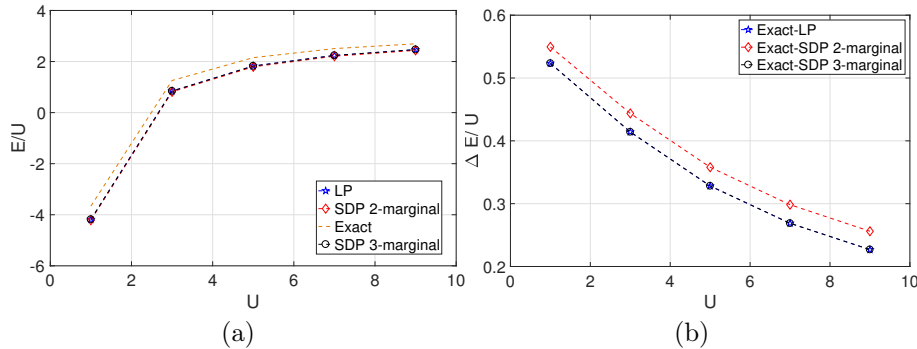 4
2
0
-2
-4
-6
E/U
0
2
4
6
8
10
U
LP
SDP 2-marginal
Exact
SDP 3-marginal
(a)
0.6
0.5
0.4
0.3
0.2
Δ E/ U
0
2
4
6
8
10
U
Exact-LP
Exact-SDP 2-marginal
Exact-SDP 3-marginal
(b)